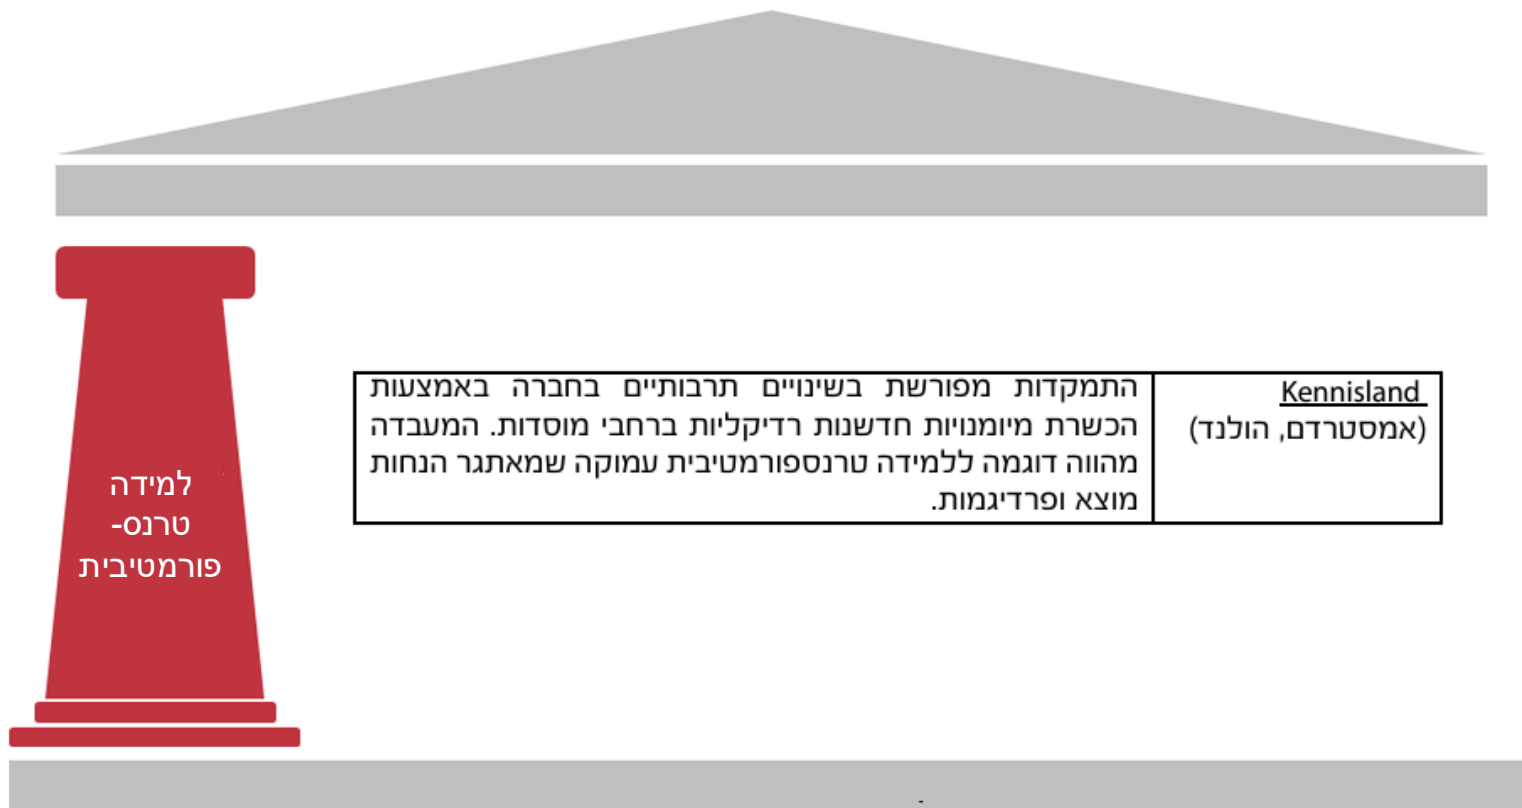 Kennisland
(אמסטרדם, הולנד)
התמקדות מפורשת בשינויים תרבותיים בחברה באמצעות
הכשרת מיומנויות חדשנות רדיקליות ברחבי מוסדות. המעבדה
מהווה דוגמה ללמידה טרנספורמטיבית עמוקה שמאתגר הנחות
מוצא ופרדיגמות.
למידה
טרנס-
פורמטיבית